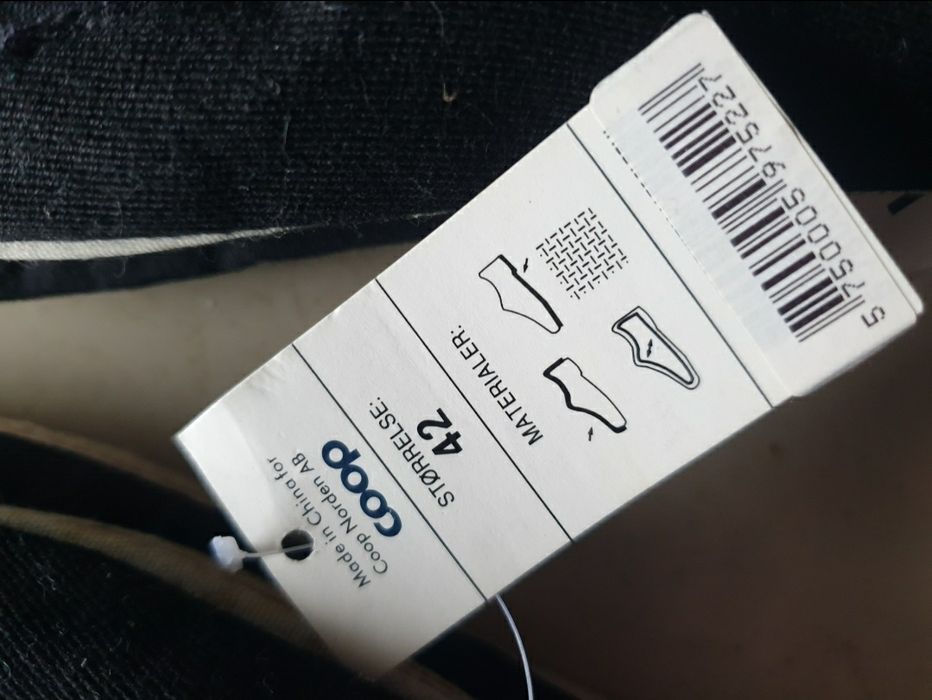 Made in China for
Coop Norden AB
coop
STØRRELSE:
42
MATERIALER:
5 750005 975227